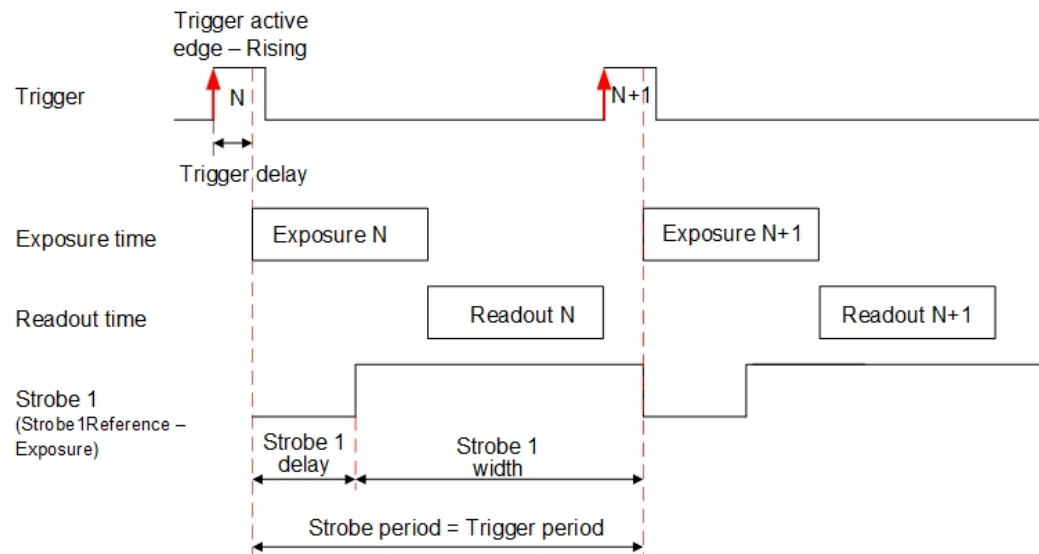 Trigger active
edge – Rising
Trigger
N
N+1
Trigger delay
Exposure time
Exposure N
Exposure N+1
Readout time
Readout N
Readout N+1
Strobe 1
(Strobe1Reference –
Exposure)
Strobe 1
delay
Strobe 1
width
Strobe period = Trigger period